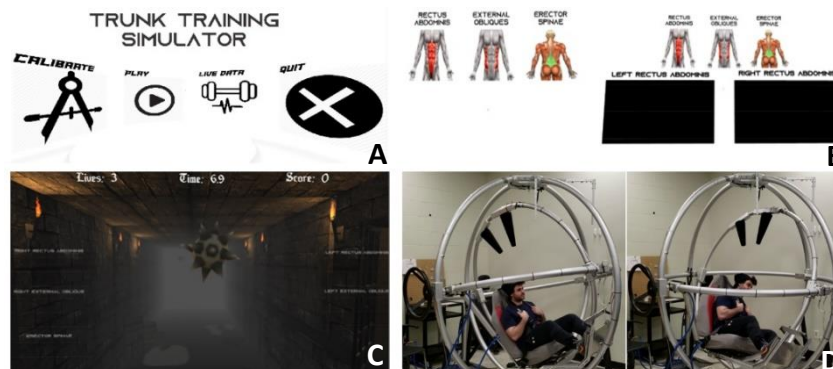 TRUNK TRAINING
SIMULATOR
CALIBRATE
PLAY
LIVE DATA
QUIT
A
RECTUS
ABDOMINIS
EXTERNAL
OBLIQUES
ERECTOR
SPINAE
RECTUS
ABDOMINIS
EXTERNAL
OBLIQUES
ERECTOR
SPINAE
LEFT RECTUS ABDOMINIS
RIGHT RECTUS ABDOMINIS
Lives: 3
Time: 6.9
Score: 0
RIGHT RECTUS ABDOMINIS
LEFT RECTUS ABDOMINIS
RIGHT EXTERNAL OBLIQUE
LEFT EXTERNAL OBLIQUE
ERECTOR SPINAE
C
D